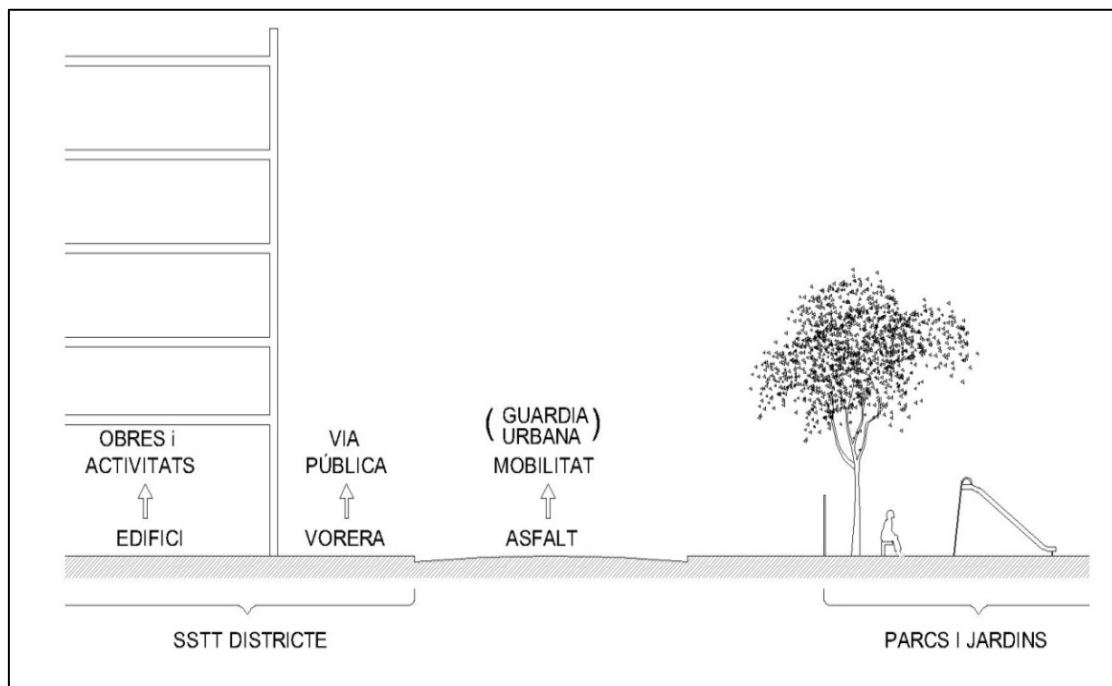 OBRES i
ACTIVITATS
EDIFICI
VIA
PÚBLICA
VORERA
( GUARDIA
URBANA )
MOBILITAT
ASFALT
SSTT DISTRICTE
PARCS I JARDINS